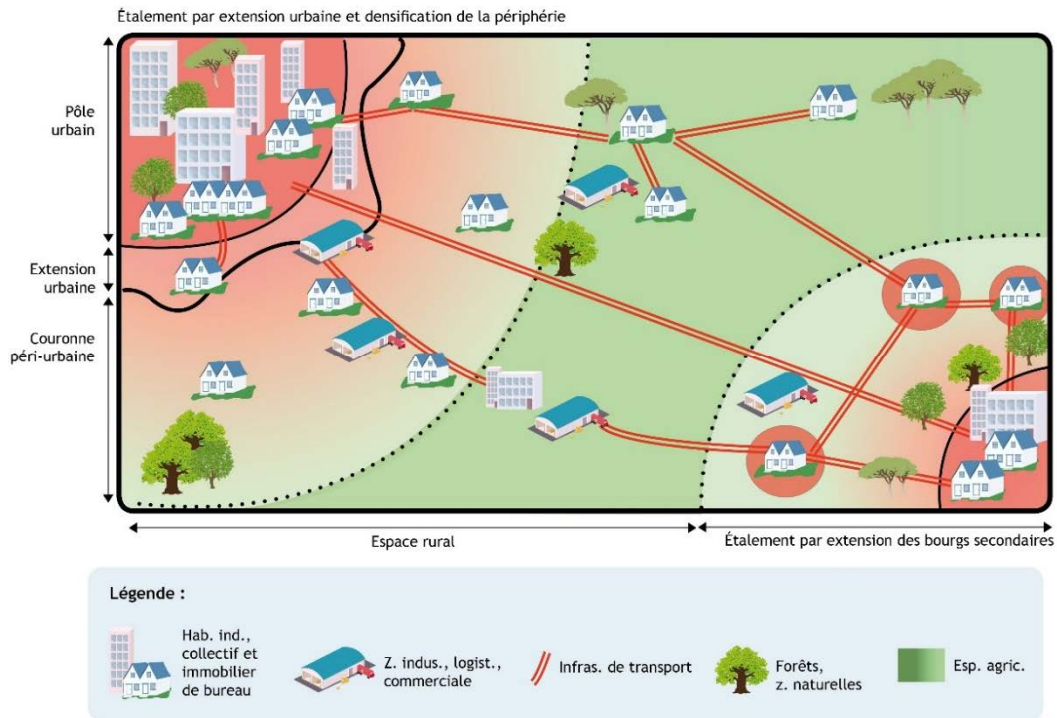 Étalement par extension urbaine et densification de la périphérie
Pôle
urbain
Extension
urbaine
Couronne
péri-urbaine
Espace rural
Étalement par extension des bourgs secondaires
Légende :
Hab. ind.,
collectif et
immobilier
de bureau
Z. indus., logist.,
commerciale
Infras. de transport
Forêts,
z. naturelles
Esp. agric.